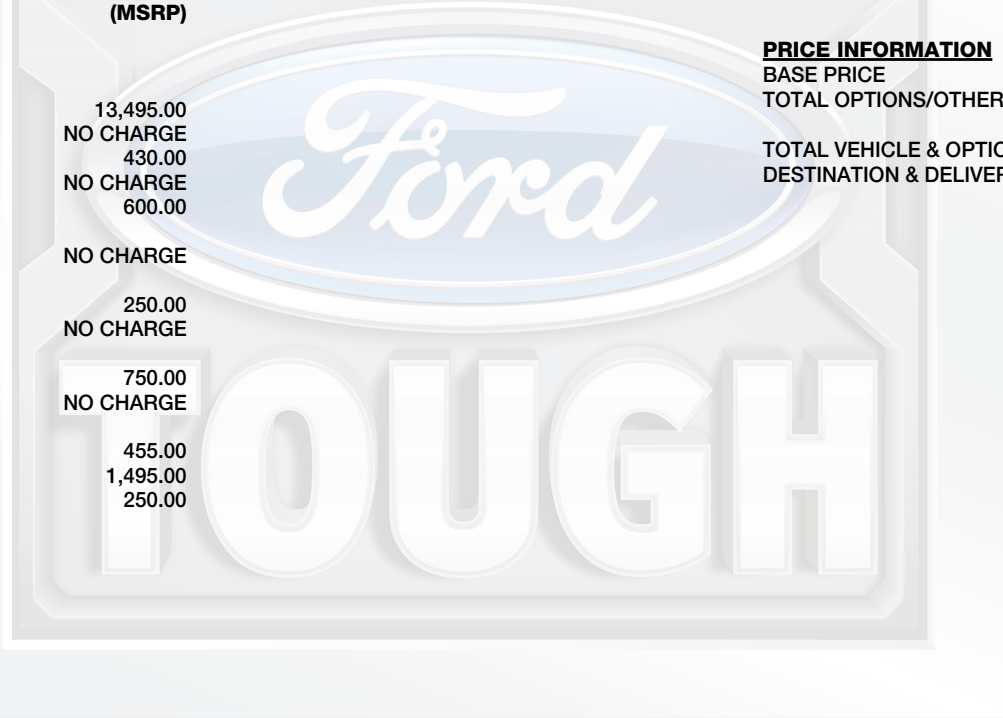 (MSRP)
13,495.00
NO CHARGE
430.00
NO CHARGE
600.00
NO CHARGE
250.00
NO CHARGE
750.00
NO CHARGE
455.00
1,495.00
250.00
PRICE INFORMATION
BASE PRICE
TOTAL OPTIONS/OTHER
TOTAL VEHICLE & OPTIO
DESTINATION & DELIVER
Ford
TOUGH